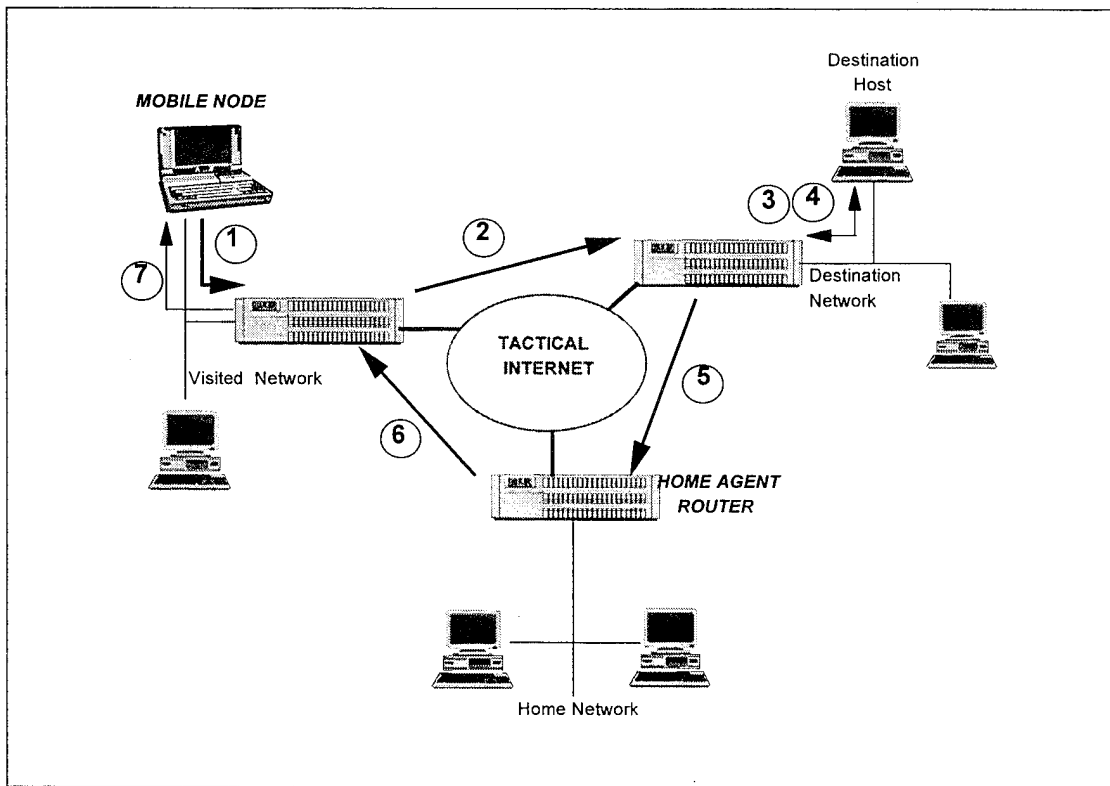 Destination
Host
MOBILE NODE
3
4
2
1
7
Destination
Network
TACTICAL
INTERNET
Visited Network
5
6
HOME AGENT
ROUTER
Home Network